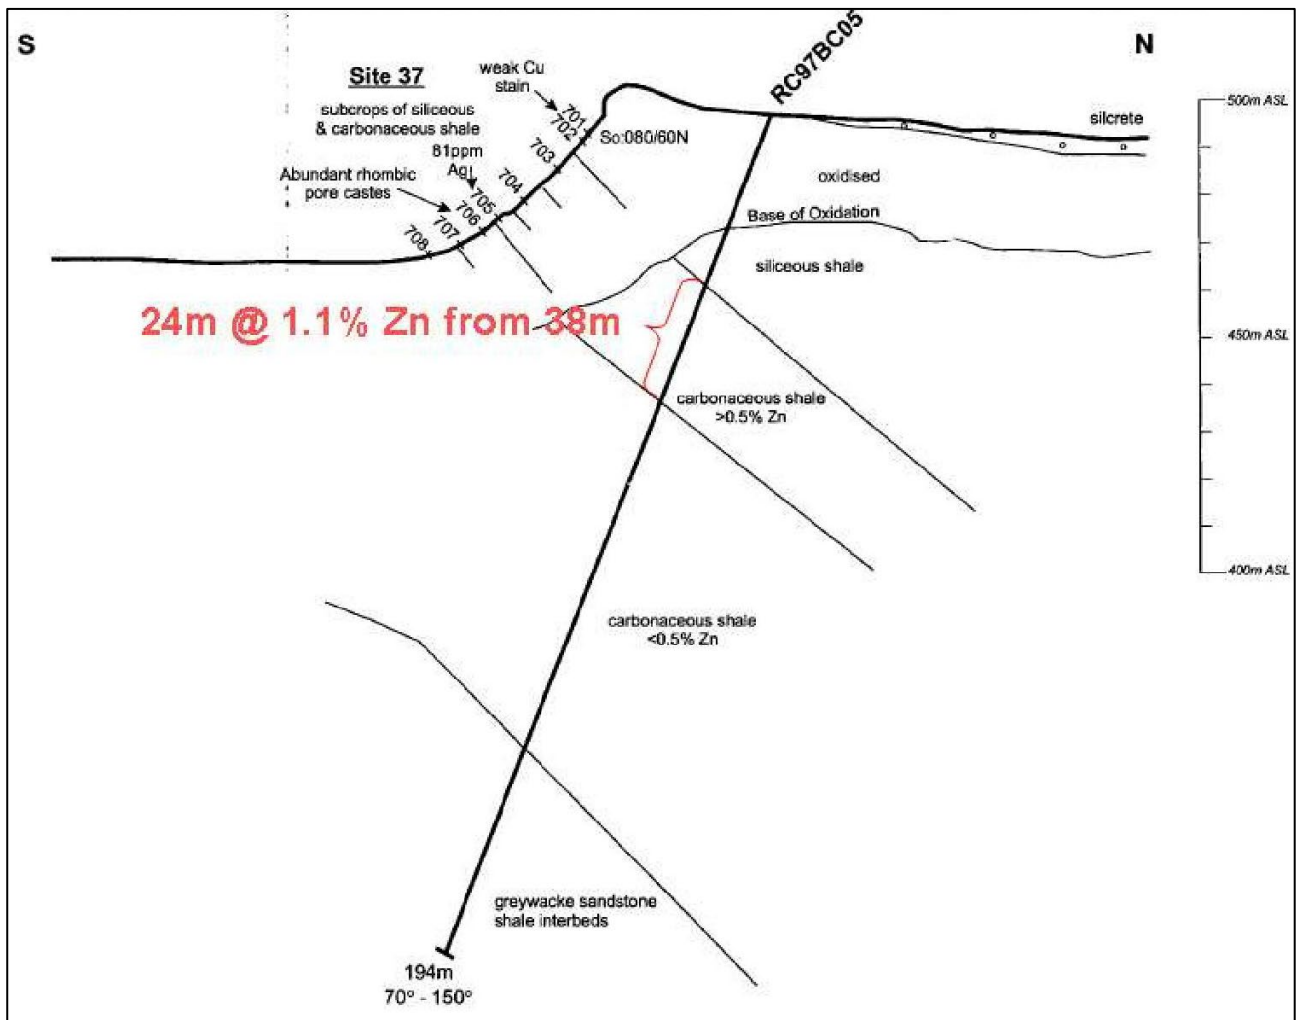 S
N
RC97BC05
Site 37
weak Cu
stain
subcrops of siliceous
& carbonaceous shale
81ppm
Ag
Abundant rhombic
pore castes
701
702
703
704
705
706
707
708
So:080/60N
500m ASL
silcrete
oxidised
Base of Oxidation
siliceous shale
24m @ 1.1% Zn from 38m
450m ASL
carbonaceous shale
>0.5% Zn
400m ASL
carbonaceous shale
<0.5% Zn
greywacke sandstone
shale interbeds
194m
70° - 150°